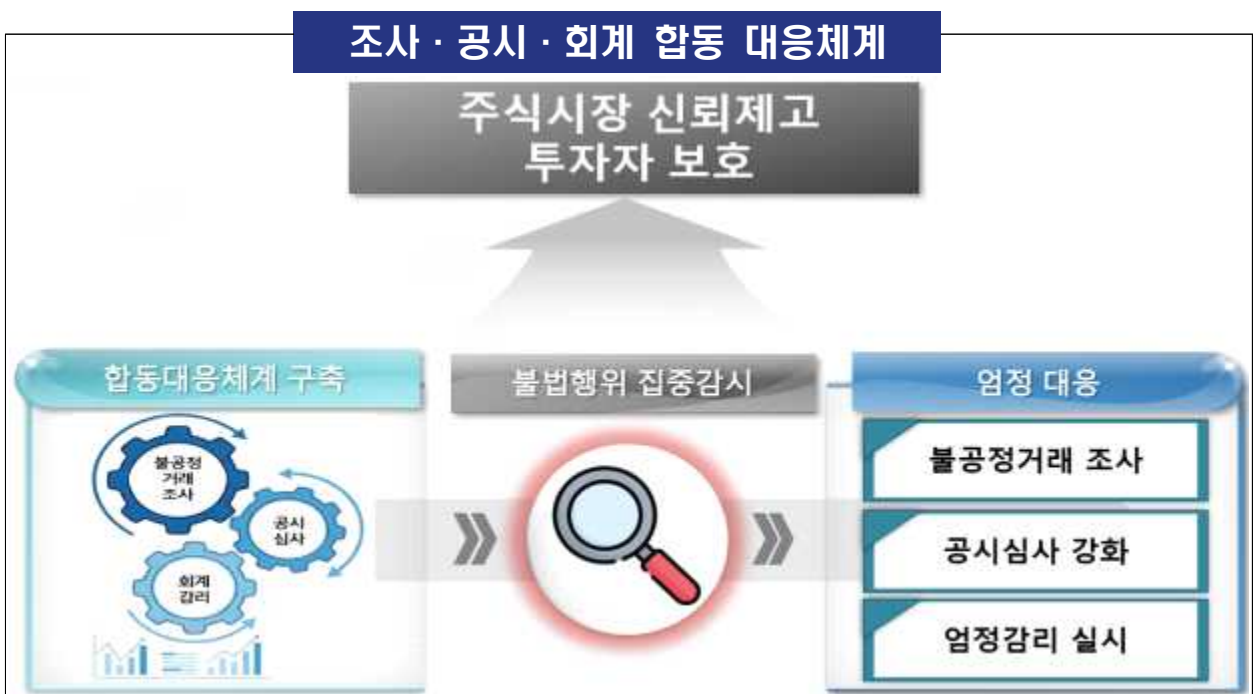 조사 · 공시 · 회계 합동 대응체계
주식시장 신뢰제고
투자자 보호
합동대응체계 구축
불공정
거래
조사
공시
심사
회계
감리
불법행위 집중감시
엄정 대응
불공정거래 조사
공시심사 강화
엄정감리 실시